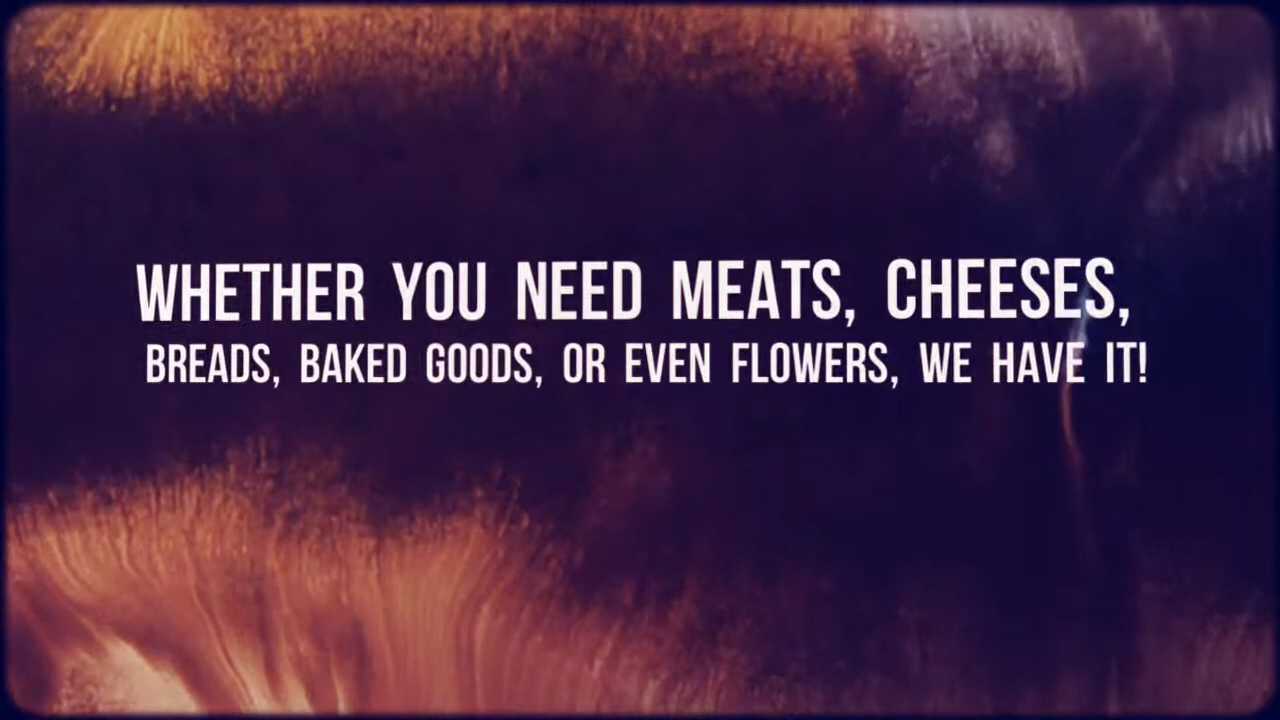 WHETHER YOU NEED MEATS, CHEESES,
BREADS, BAKED GOODS, OR EVEN FLOWERS, WE HAVE IT!